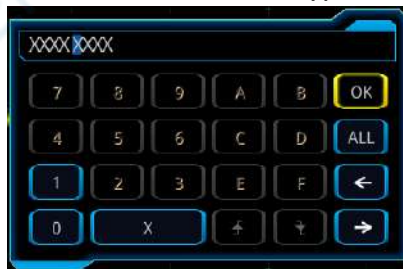 XXXX XXXX
7 8 9 A B OK
4 5 6 C D ALL
1 2 3 E F ←
0 X →